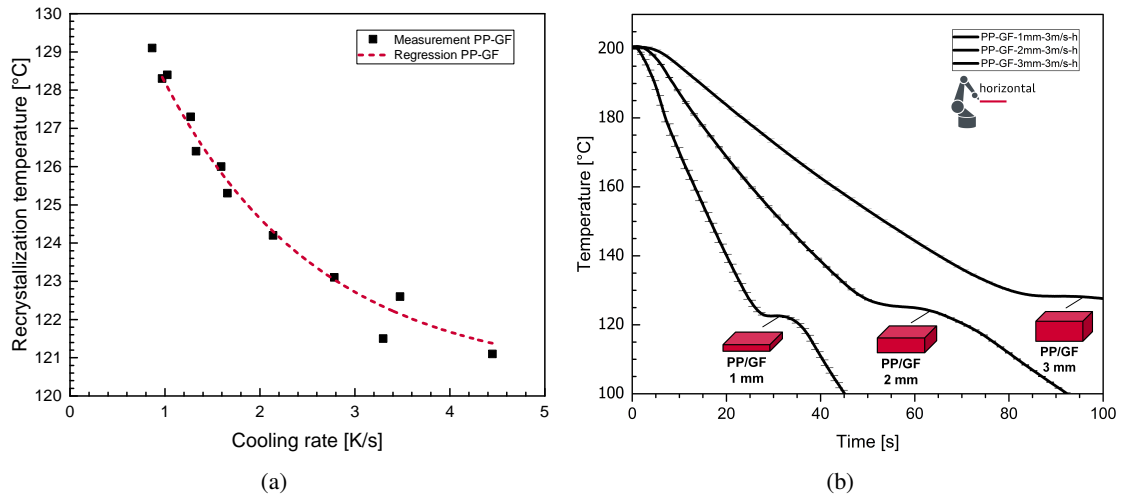 130
129
128
127
126
125
124
123
122
121
120
Recrystallization temperature [°C]
Measurement PP-GF
Regression PP-GF
0
1
2
3
4
5
Cooling rate [K/s]
(a)
200
180
160
140
120
100
Temperature [°C]
PP-GF-1mm-3m/s-h
PP-GF-2mm-3m/s-h
PP-GF-3mm-3m/s-h
horizontal
PP/GF
1 mm
PP/GF
2 mm
PP/GF
3 mm
0
20
40
60
80
100
Time [s]
(b)